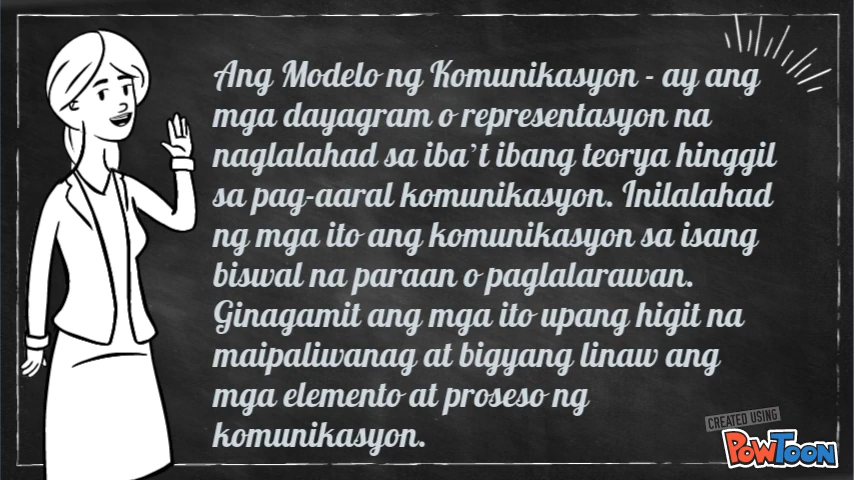 Ang Modelo ng Komunikasyon - ay ang
mga dayagram o representasyon na
naglalahad sa iba't ibang teorya hinggil
sa pag-aaral komunikasyon. Inilalahad
ng mga ito ang komunikasyon sa isang
biswal na paraan o paglalarawan.
Ginagamit ang mga ito upang higit na
maipaliwanag at bigyang linaw ang
mga elemento at proseso ng
komunikasyon.
CREATED USING
POWTOON